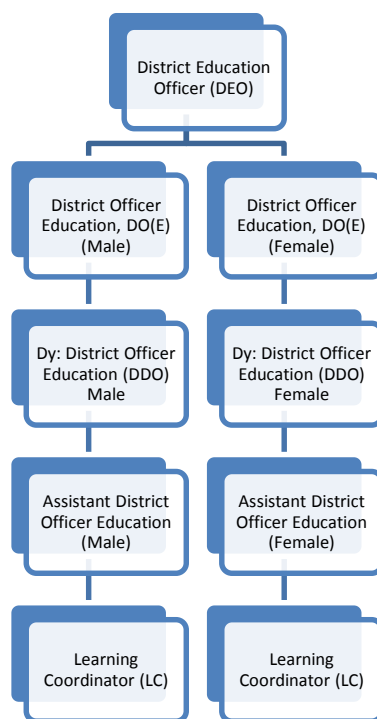 District Education
Officer (DEO)
District Officer
Education, DO(E)
(Male)
District Officer
Education, DO(E)
(Female)
Dy: District Officer
Education (DDO)
Male
Dy: District Officer
Education (DDO)
Female
Assistant District
Officer Education
(Male)
Assistant District
Officer Education
(Female)
Learning
Coordinator (LC)
Learning
Coordinator (LC)